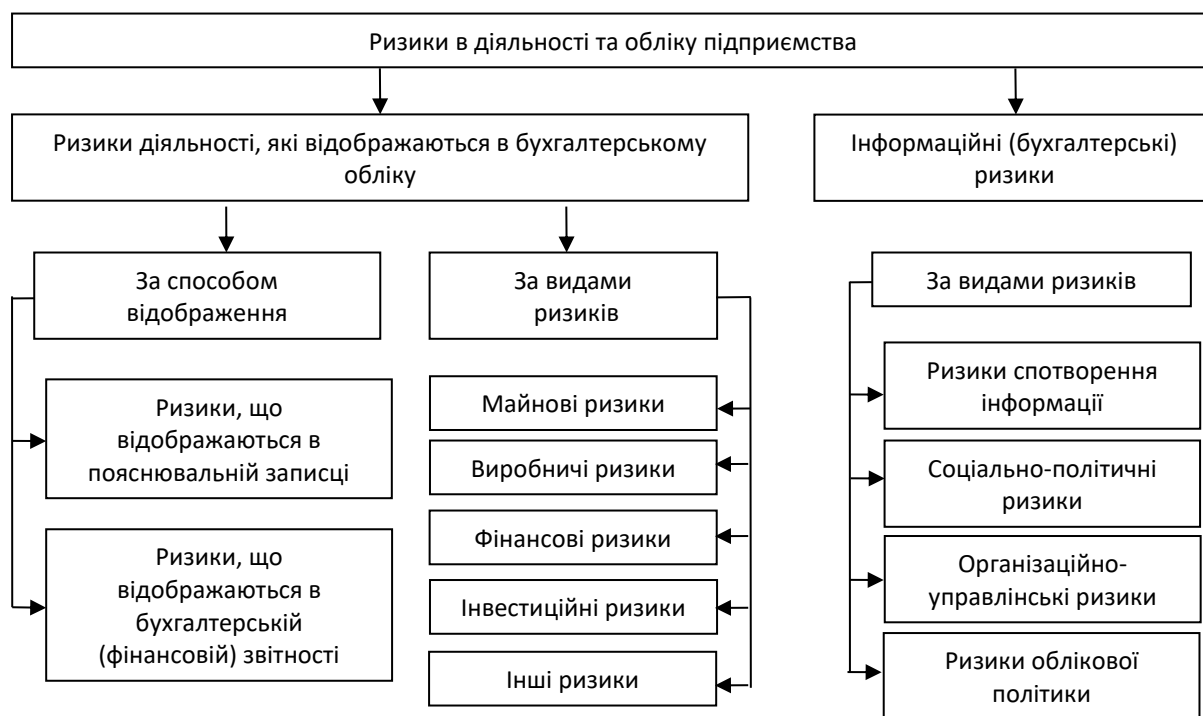 Ризики в діяльності та обліку підприємства
Ризики діяльності, які відображаються в бухгалтерському
обліку
Інформаційні (бухгалтерські)
ризики
За способом
відображення
За видами
ризиків
За видами ризиків
Ризики, що
відображаються в
пояснювальній записці
Ризики, що
відображаються в
бухгалтерській
(фінансовій) звітності
Майнові ризики
Виробничі ризики
Фінансові ризики
Інвестиційні ризики
Інші ризики
Ризики спотворення
інформації
Соціально-політичні
ризики
Організаційно-
управлінські ризики
Ризики облікової
політики